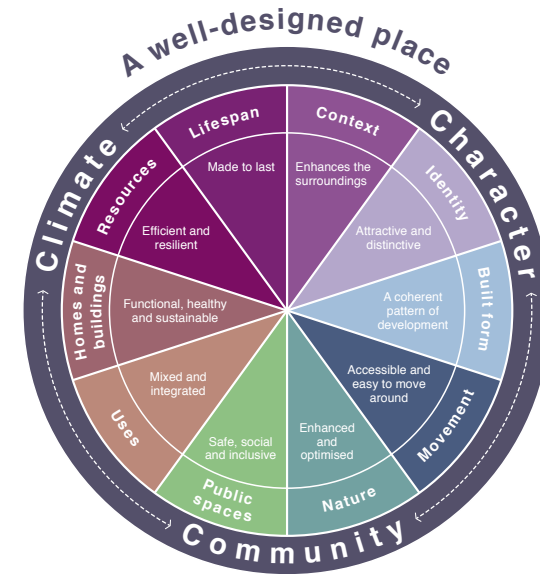 A well-designed place
Climate
Character
Community
Context
Enhances the
surroundings
Identity
Attractive and
distinctive
Built form
A coherent
pattern of
development
Movement
Accessible and
easy to move
around
Nature
Enhanced
and
optimised
Public
spaces
Safe, social
and inclusive
Uses
Mixed and
integrated
Homes and
buildings
Functional, healthy
and sustainable
Resources
Efficient and
resilient
Lifespan
Made to last